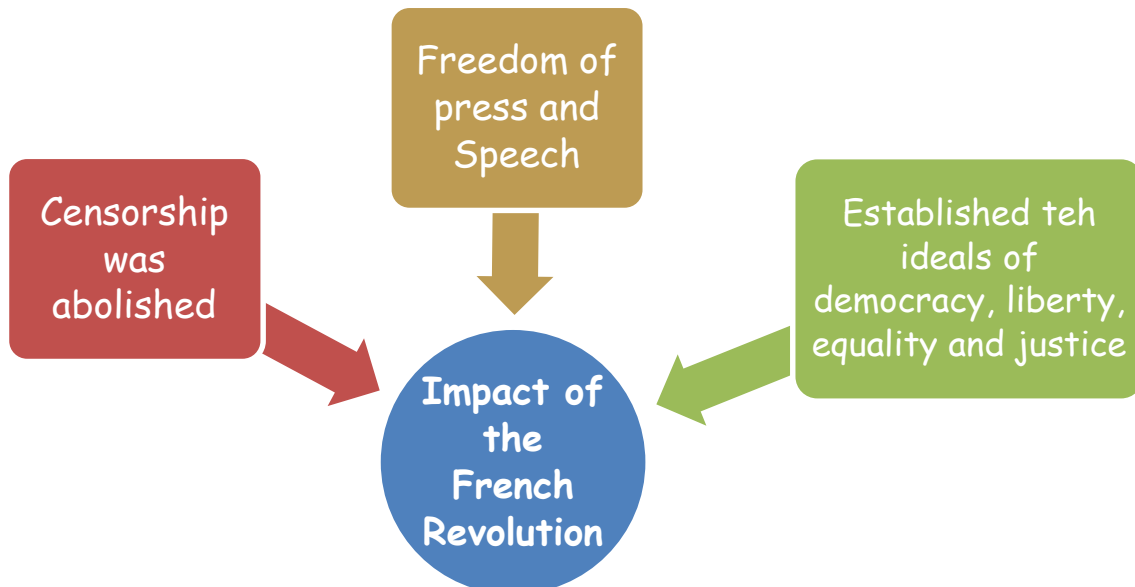 Freedom of
press and
Speech
Censorship
was
abolished
Established teh
ideals of
democracy, liberty,
equality and justice
Impact of
the
French
Revolution